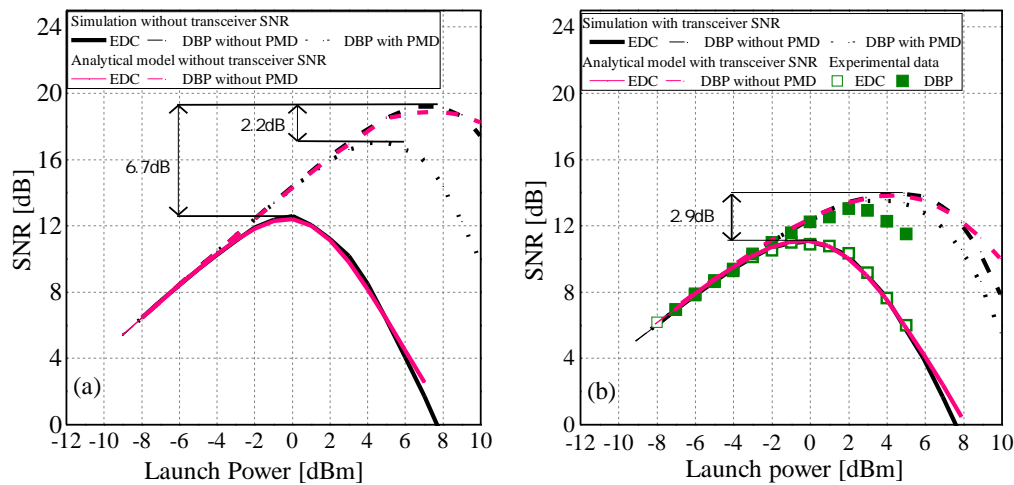 Simulation without transceiver SNR
EDC DBP without PMD DBP with PMD
Analytical model without transceiver SNR
EDC DBP without PMD
24
20
16
12
8
4
0
SNR [dB]
2.2dB
6.7dB
(a)
-12 -10 -8 -6 -4 -2 0 2 4 6 8 10
Launch Power [dBm]
Simulation with transceiver SNR
EDC DBP without PMD DBP with PMD
Analytical model with transceiver SNR Experimental data
EDC DBP without PMD EDC DBP
24
20
16
12
8
4
0
SNR [dB]
2.9dB
(b)
-12 -10 -8 -6 -4 -2 0 2 4 6 8 10
Launch power [dBm]